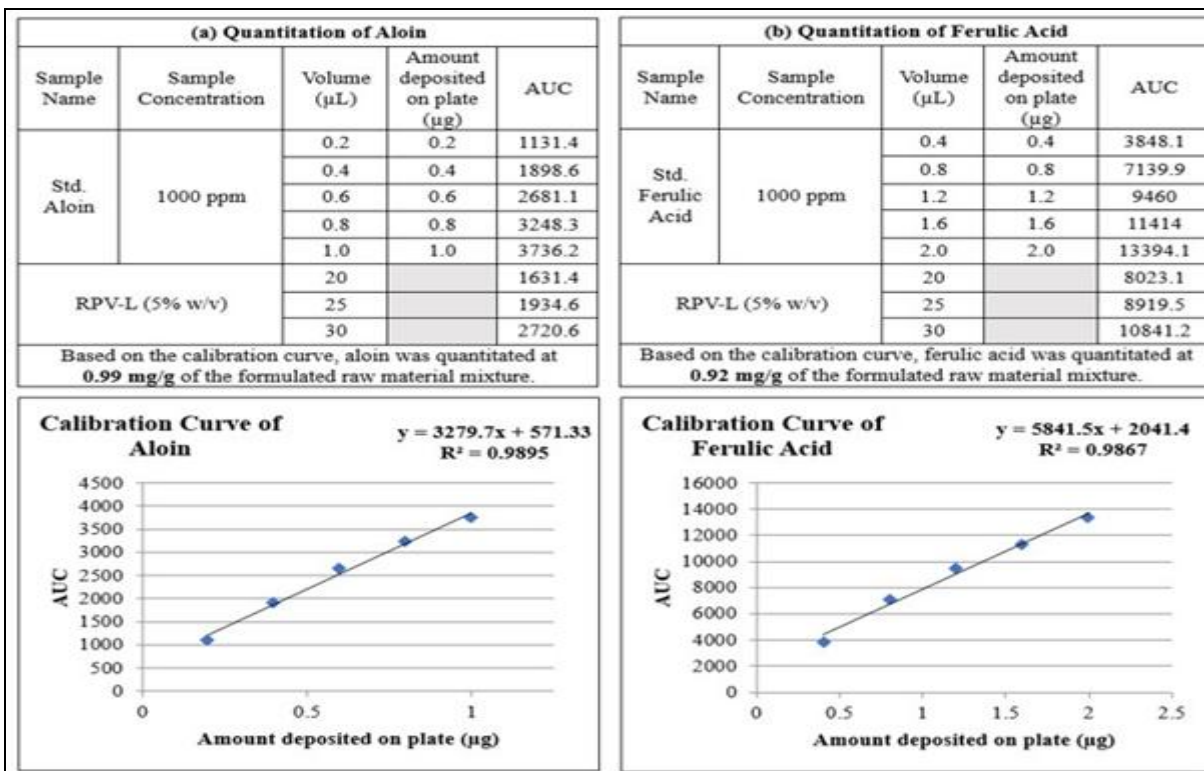 (a) Quantitation of Aloin
Sample Name	Sample Concentration	Volume (µL)	Amount deposited on plate (µg)	AUC
Std. Aloin	1000 ppm	0.2	0.2	1131.4
0.4	0.4	1898.6
0.6	0.6	2681.1
0.8	0.8	3248.3
1.0	1.0	3736.2
RPV-L (5% w/v)	20	1631.4
25	1934.6
30	2720.6
Based on the calibration curve, aloin was quantitated at
0.99 mg/g of the formulated raw material mixture.
(b) Quantitation of Ferulic Acid
Sample Name	Sample Concentration	Volume (µL)	Amount deposited on plate (µg)	AUC
Std. Ferulic Acid	1000 ppm	0.4	0.4	3848.1
0.8	0.8	7139.9
1.2	1.2	9460
1.6	1.6	11414
2.0	2.0	13394.1
RPV-L (5% w/v)	20	8023.1
25	8919.5
30	10841.2
Based on the calibration curve, ferulic acid was quantitated at
0.92 mg/g of the formulated raw material mixture.
Calibration Curve of
Aloin
y = 3279.7x + 571.33
R² = 0.9895
AUC
4500
4000
3500
3000
2500
2000
1500
1000
500
0
0 0.5 1
Amount deposited on plate (µg)
Calibration Curve of
Ferulic Acid
y = 5841.5x + 2041.4
R² = 0.9867
AUC
16000
14000
12000
10000
8000
6000
4000
2000
0
0 0.5 1 1.5 2 2.5
Amount deposited on plate (µg)